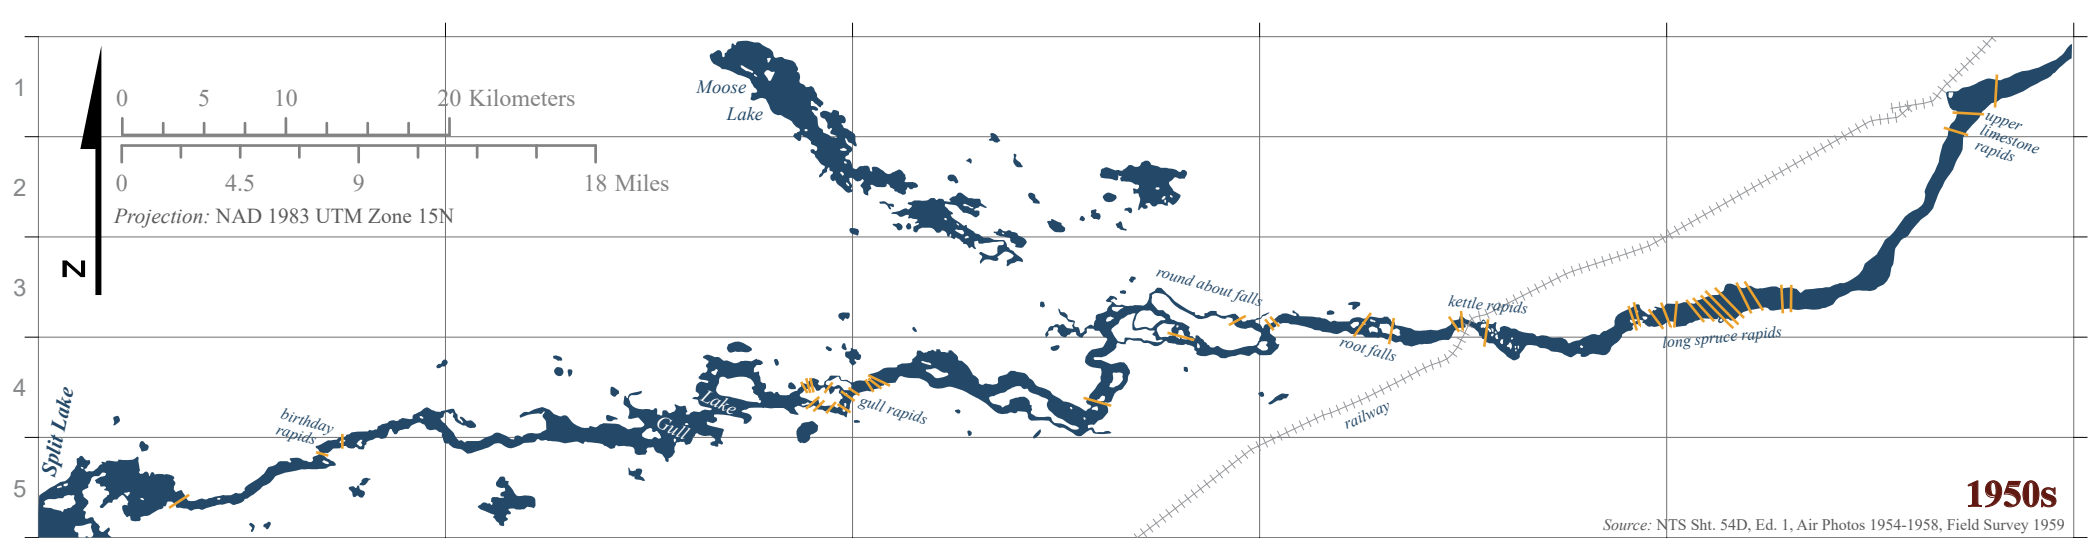 1
2
3
4
5
0 5 10 20 Kilometers
0 4.5 9 18 Miles
Projection: NAD 1983 UTM Zone 15N
N
Moose
Lake
upper
limestone
rapids
round about falls
kettle rapids
root falls
long spruce rapids
railway
Split Lake
birthday
rapids
Gull
Lake
gull rapids
1950s
Source: NTS Sht. 54D, Ed. 1, Air Photos 1954-1958, Field Survey 1959